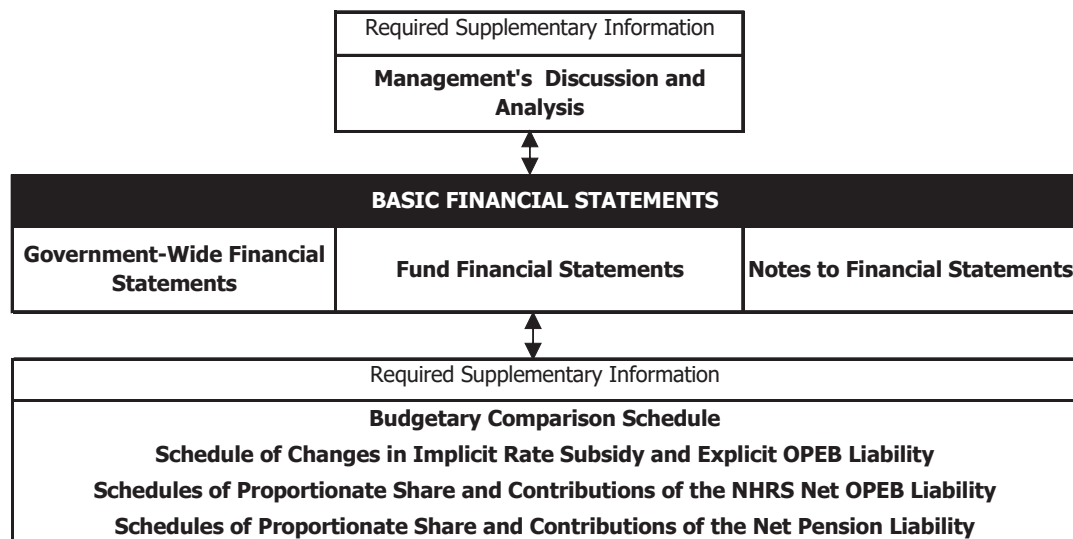 Required Supplementary Information
Management's Discussion and
Analysis
BASIC FINANCIAL STATEMENTS
Government-Wide Financial
Statements
Fund Financial Statements
Notes to Financial Statements
Required Supplementary Information
Budgetary Comparison Schedule
Schedule of Changes in Implicit Rate Subsidy and Explicit OPEB Liability
Schedules of Proportionate Share and Contributions of the NHRS Net OPEB Liability
Schedules of Proportionate Share and Contributions of the Net Pension Liability